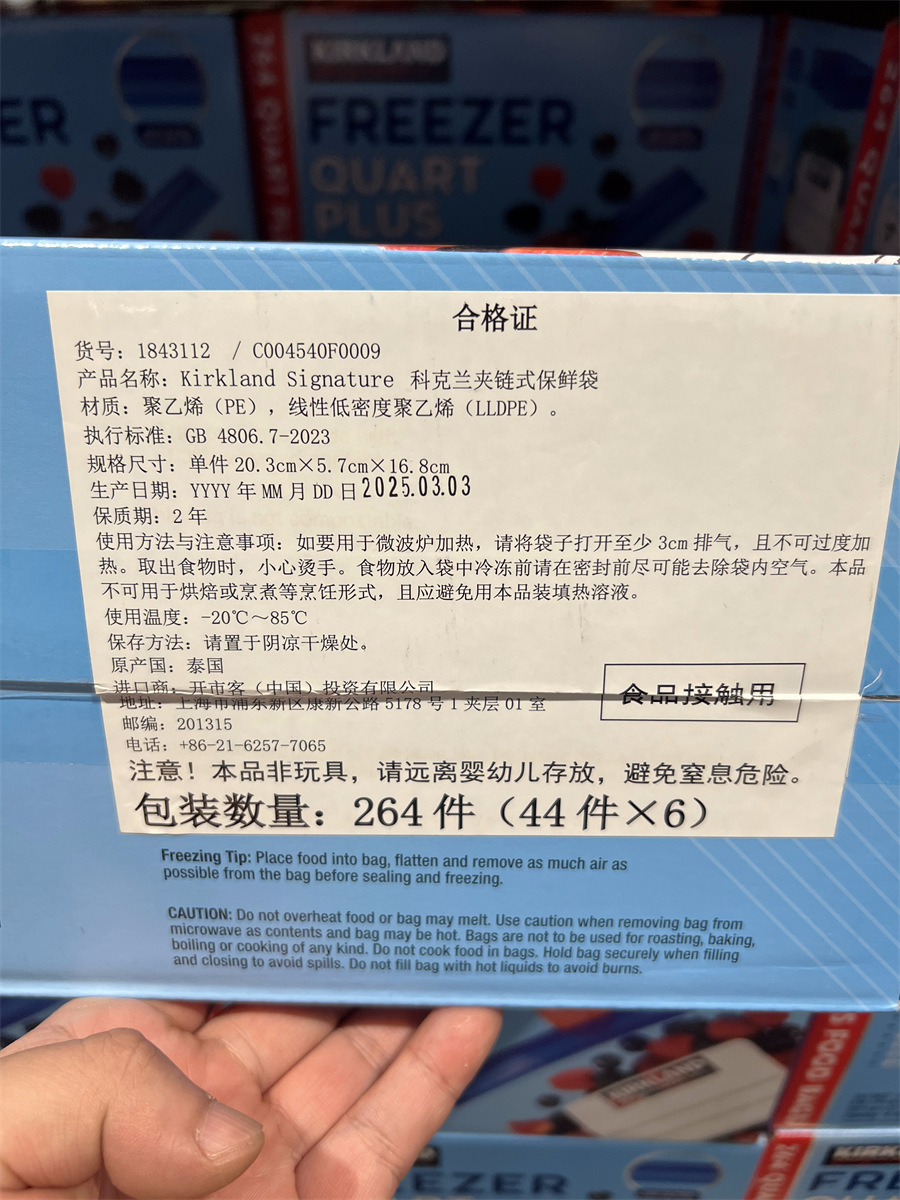 ER
264 QUART
KIRKLAND
FREEZER
QUART
PLUS
合格证
货号：1843112 / C004540F0009
产品名称：Kirkland Signature 科克兰夹链式保鲜袋
材质：聚乙烯（PE），线性低密度聚乙烯（LLDPE）。
执行标准：GB 4806.7-2023
规格尺寸：单件 20.3cm×5.7cm×16.8cm
生产日期：YYYY 年 MM 月 DD 日 2025.03.03
保质期：2 年
使用方法与注意事项：如要用于微波炉加热，请将袋子打开至少 3cm 排气，且不可过度加
热。取出食物时，小心烫手。食物放入袋中冷冻前请在密封前尽可能去除袋内空气。本品
不可用于烘焙或烹煮等烹饪形式，且应避免用本品装填热溶液。
使用温度：-20℃～85℃
保存方法：请置于阴凉干燥处。
原产国：泰国
进口商：开市客（中国）投资有限公司
地址：上海市浦东新区康新公路 5178 号 1 夹层 01 室
食品接触用
邮编：201315
电话：+86-21-6257-7065
注意！本品非玩具，请远离婴幼儿存放，避免窒息危险。
包装数量：264 件（44 件×6）
Freezing Tip: Place food into bag, flatten and remove as much air as
possible from the bag before sealing and freezing.
CAUTION: Do not overheat food or bag may melt. Use caution when removing bag from
microwave as contents and bag may be hot. Bags are not to be used for roasting, baking,
boiling or cooking of any kind. Do not cook food in bags. Hold bag securely when filling
and closing to avoid spills. Do not fill bag with hot liquids to avoid burns.
KIRKLAND
FOOD
FREEZER
264
KIRK
FRE